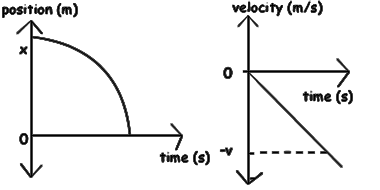 position (m)
x
0
time (s)
velocity (m/s)
0
time (s)
-v